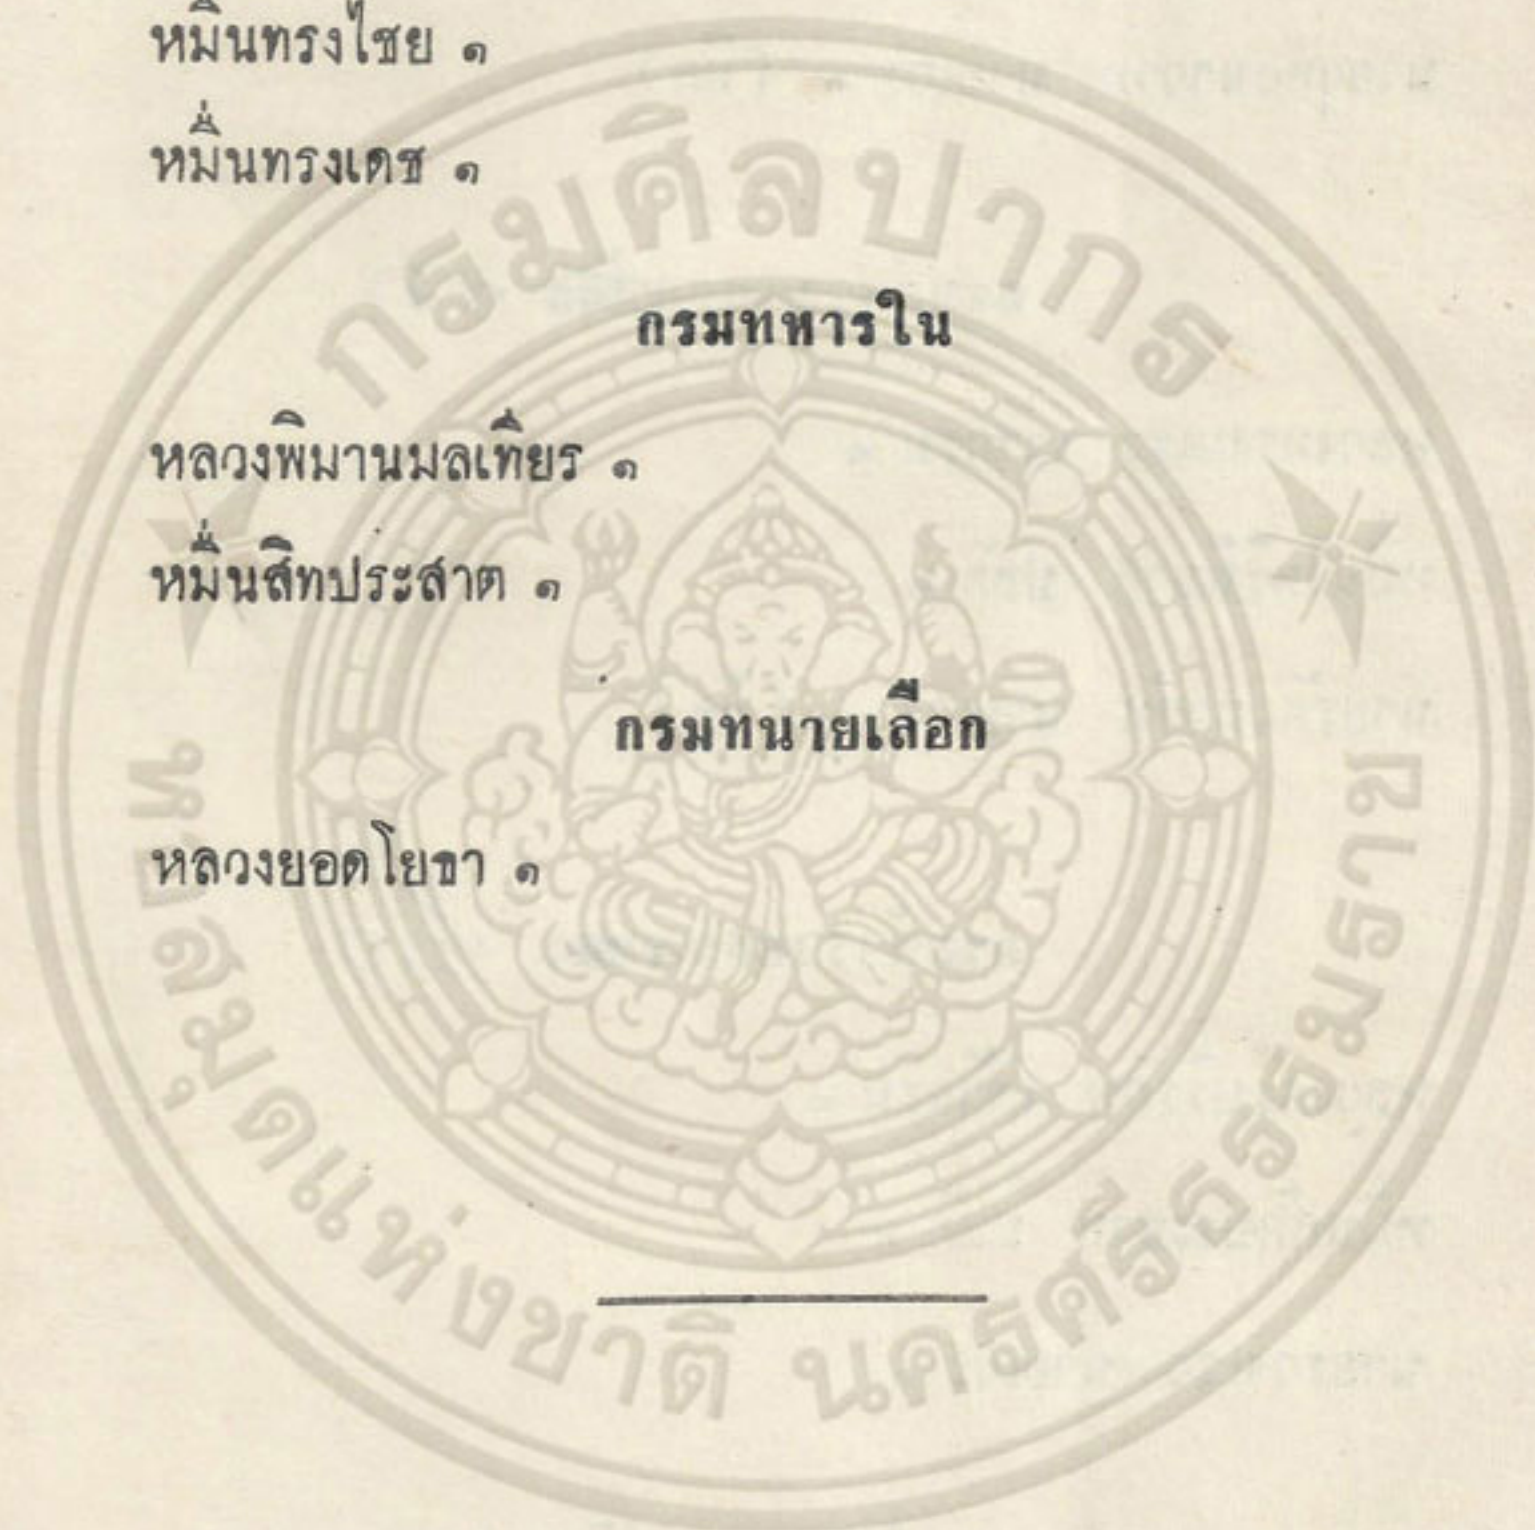 หมื่นทรงไชย ๑
หมื่นทรงเดช ๑
กรมทหารใน
หลวงพิมานมลเทียร ๑
หมื่นสิทประสาต ๑
กรมทนายเลือก
หลวงยอดโยธา ๑
กรมศิลปากร
หอสมุดแห่งชาติ นครศรีธรรมราช